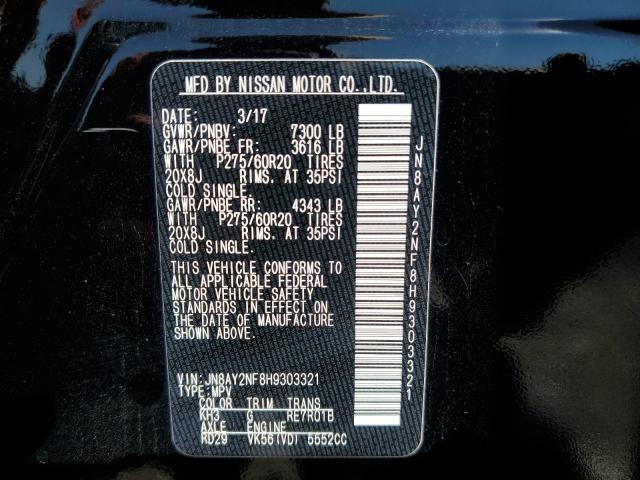 MFD BY NISSAN MOTOR CO.,LTD.
DATE: 3/17
GVWR/PNBV: 7300 LB
GAWR/PNBE FR: 3616 LB
WITH P275/60R20 TIRES
20X8J RIMS. AT 35PSI
COLD SINGLE.
GAWR/PNBE RR: 4343 LB
WITH P275/60R20 TIRES
20X8J RIMS. AT 35PSI
COLD SINGLE.
THIS VEHICLE CONFORMS TO
ALL APPLICABLE FEDERAL
MOTOR VEHICLE SAFETY
STANDARDS IN EFFECT ON
THE DATE OF MANUFACTURE
SHOWN ABOVE.
VIN: JN8AY2NF8H9303321
TYPE: MPV
COLOR TRIM TRANS
KH3 G RE7R01B
AXLE ENGINE
RD29 VK56(VD) 5552CC
JN8AY2NF8H9303321